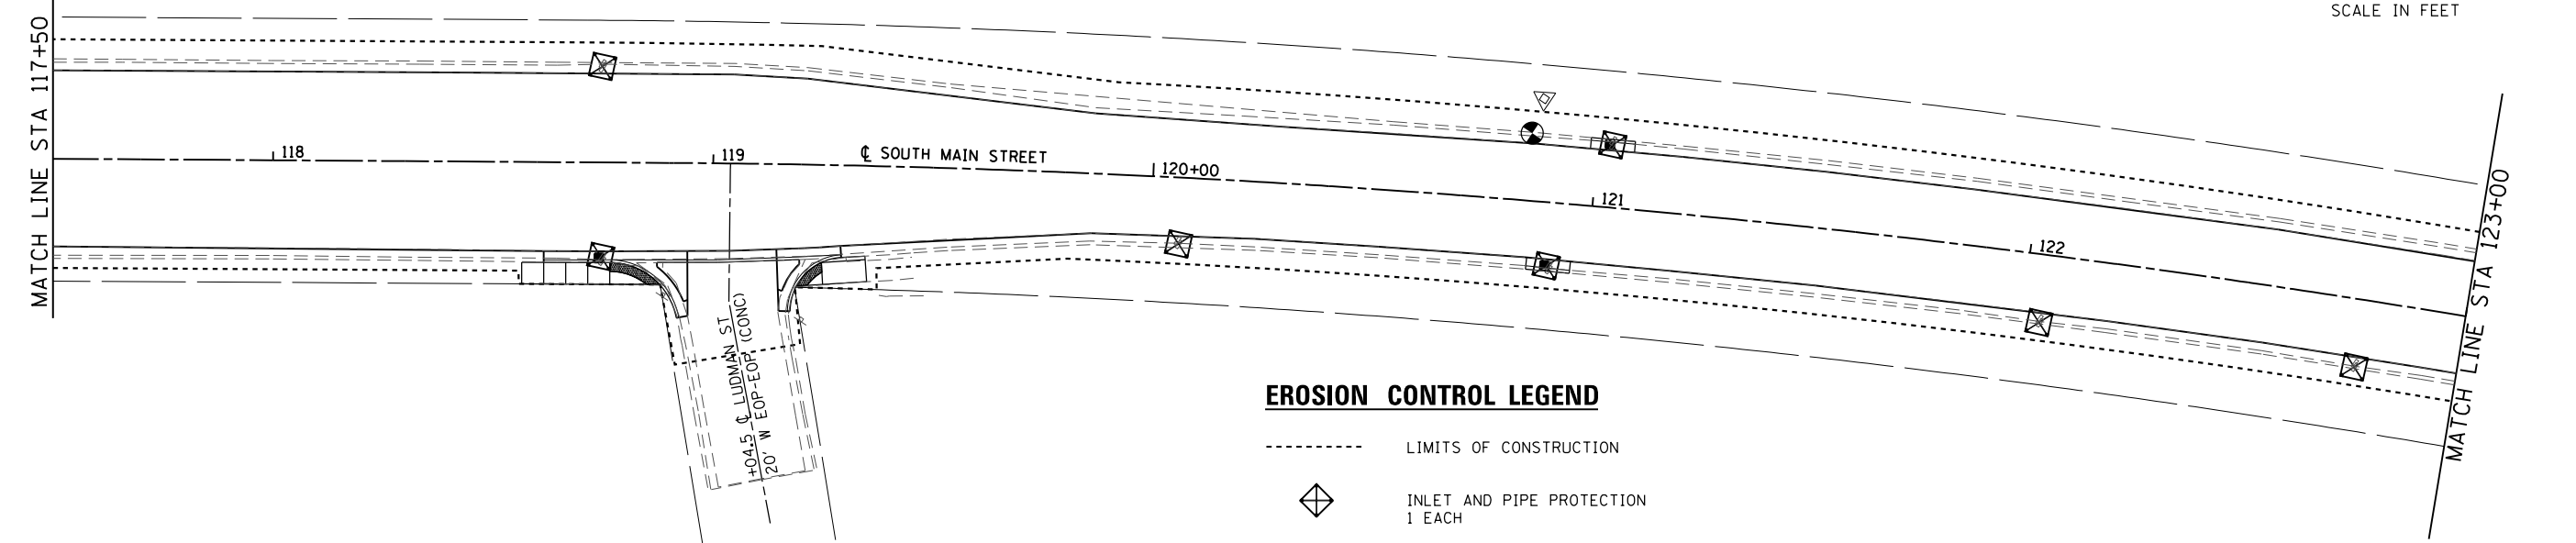 SCALE IN FEET
MATCH LINE STA 117+50
118
119
℄ SOUTH MAIN STREET
120+00
121
122
MATCH LINE STA 123+00
+04.5 ℄ LUDMAN ST
20' W EOP-EOP (CONC)
EROSION CONTROL LEGEND
LIMITS OF CONSTRUCTION
INLET AND PIPE PROTECTION
1 EACH